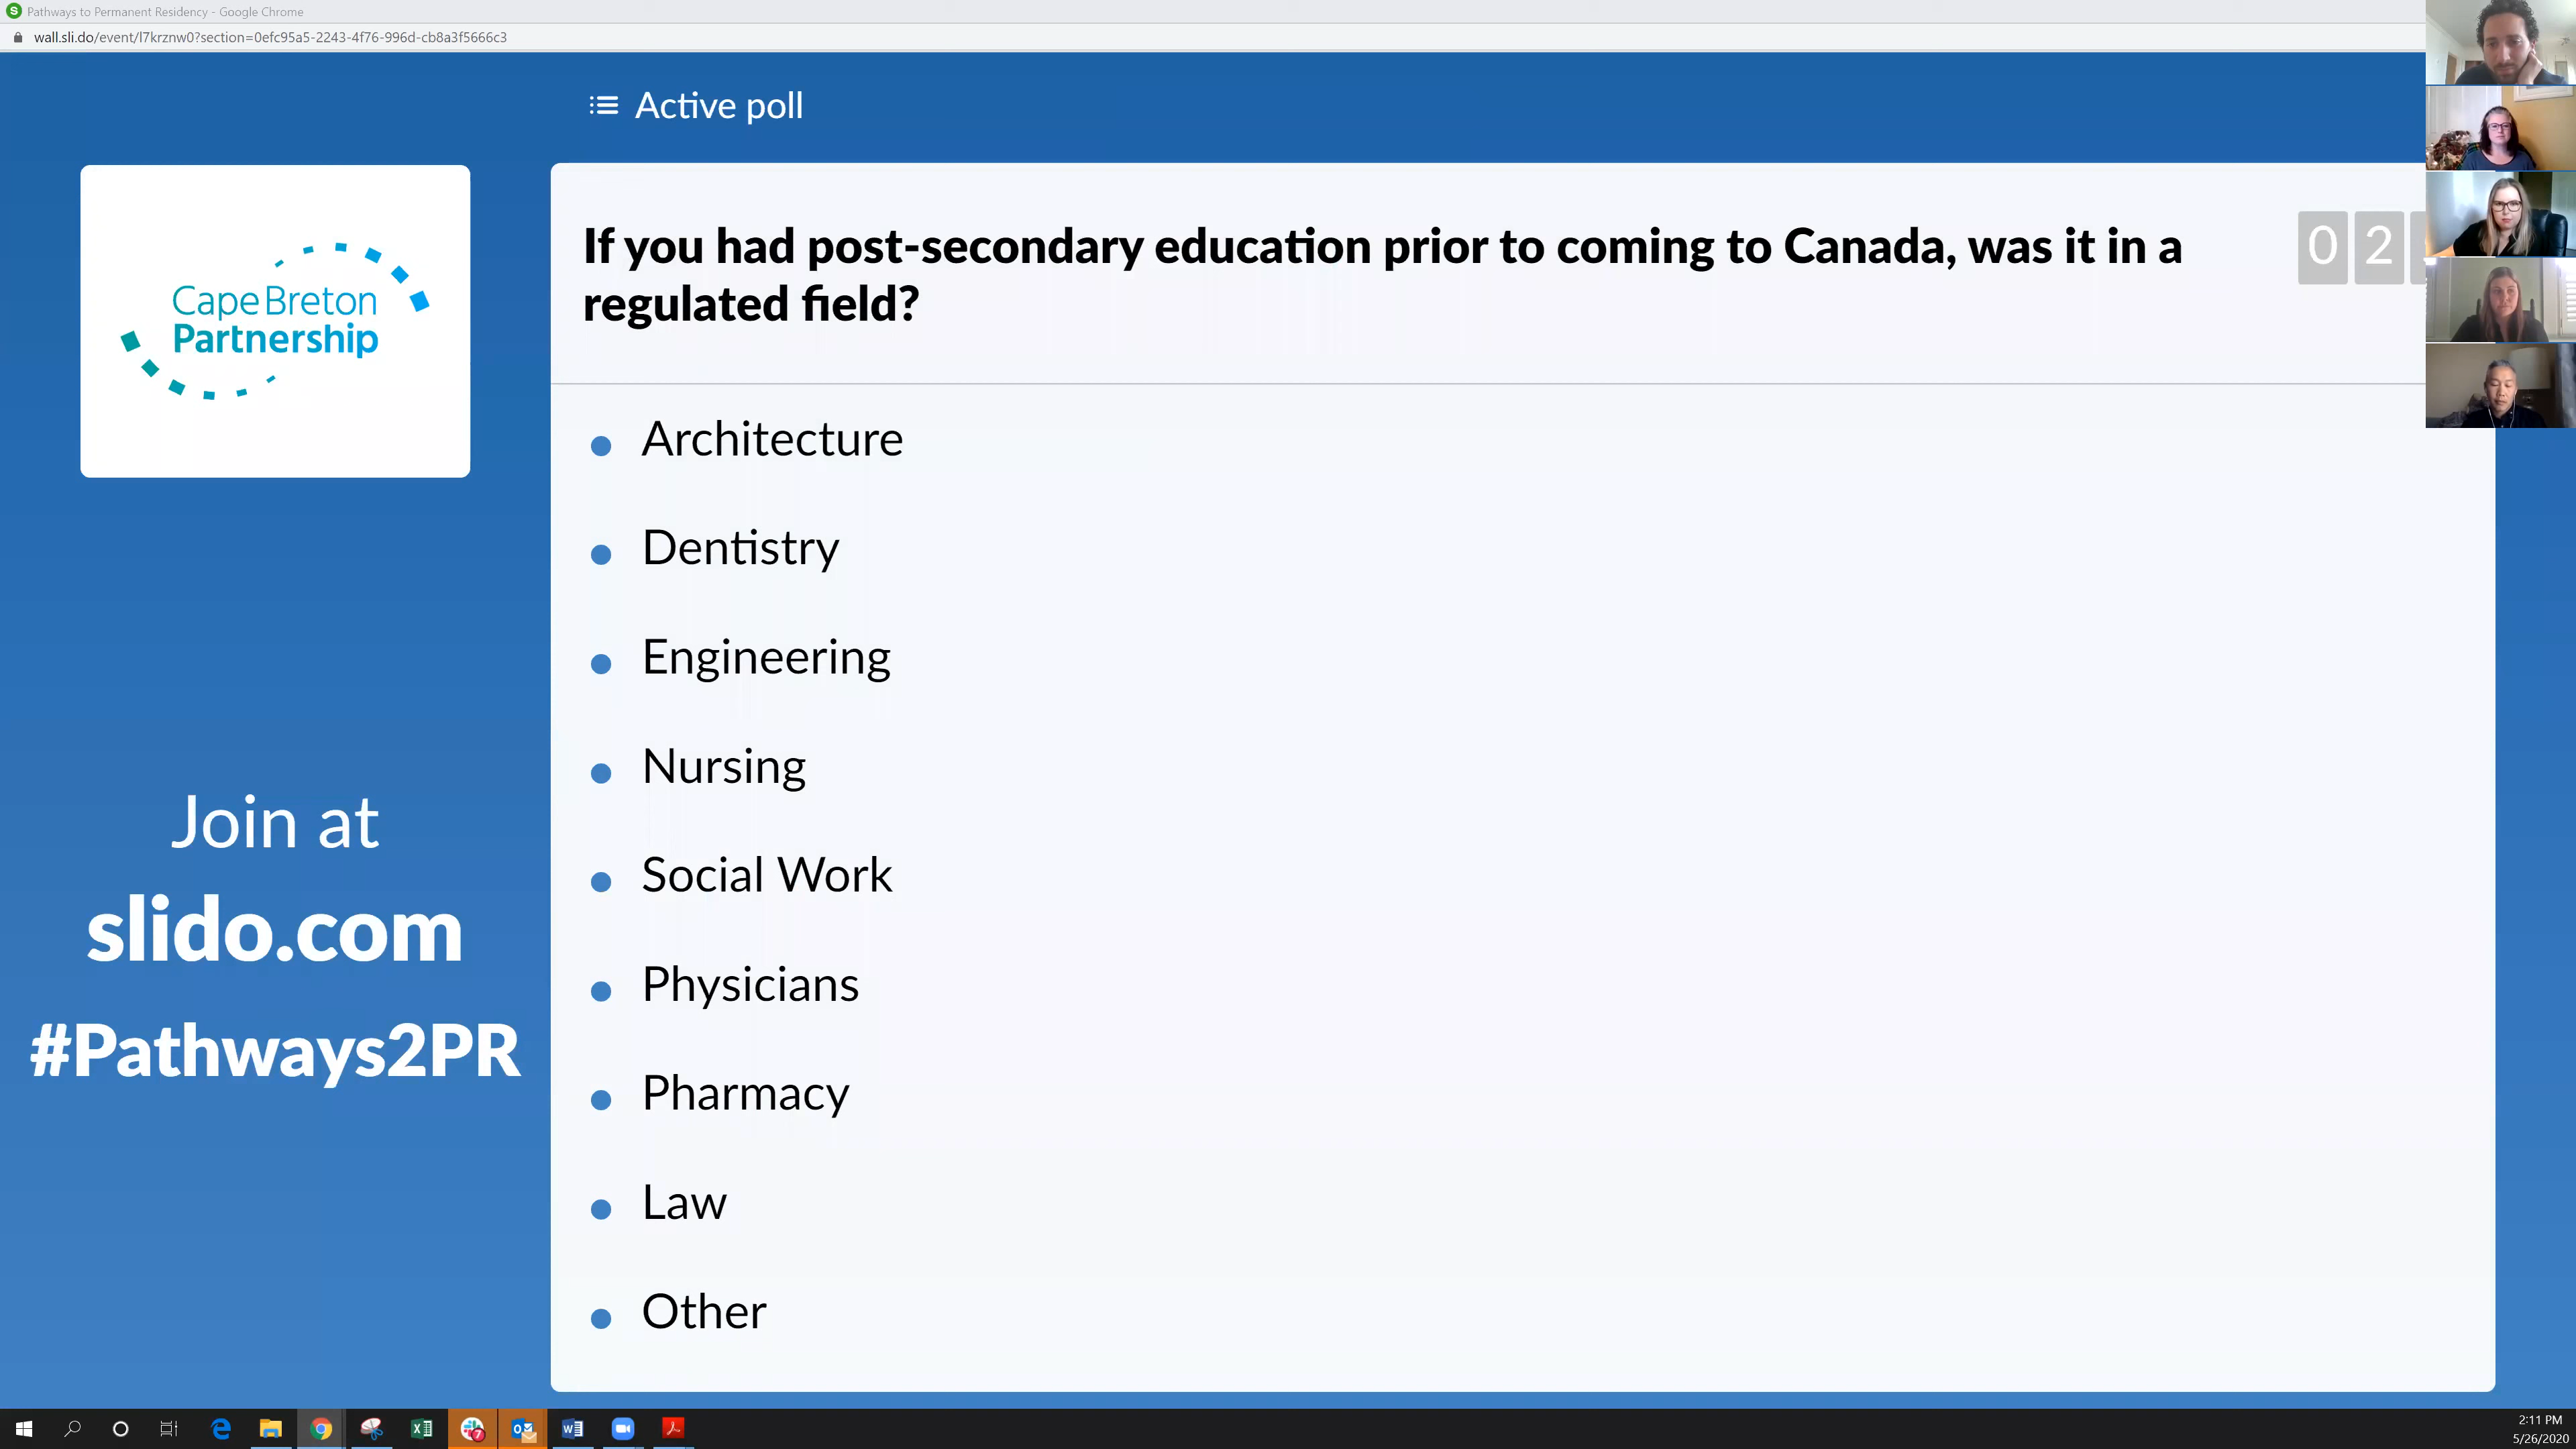 Pathways to Permanent Residency - Google Chrome
wall.sli.do/event/l7krznw0?section=0efc95a5-2243-4f76-996d-cb8a3f5666c3
Active poll
Cape Breton
Partnership
Join at
slido.com
#Pathways2PR
If you had post-secondary education prior to coming to Canada, was it in a
regulated field?
0 2
Architecture
Dentistry
Engineering
Nursing
Social Work
Physicians
Pharmacy
Law
Other
2:11 PM
5/26/2020